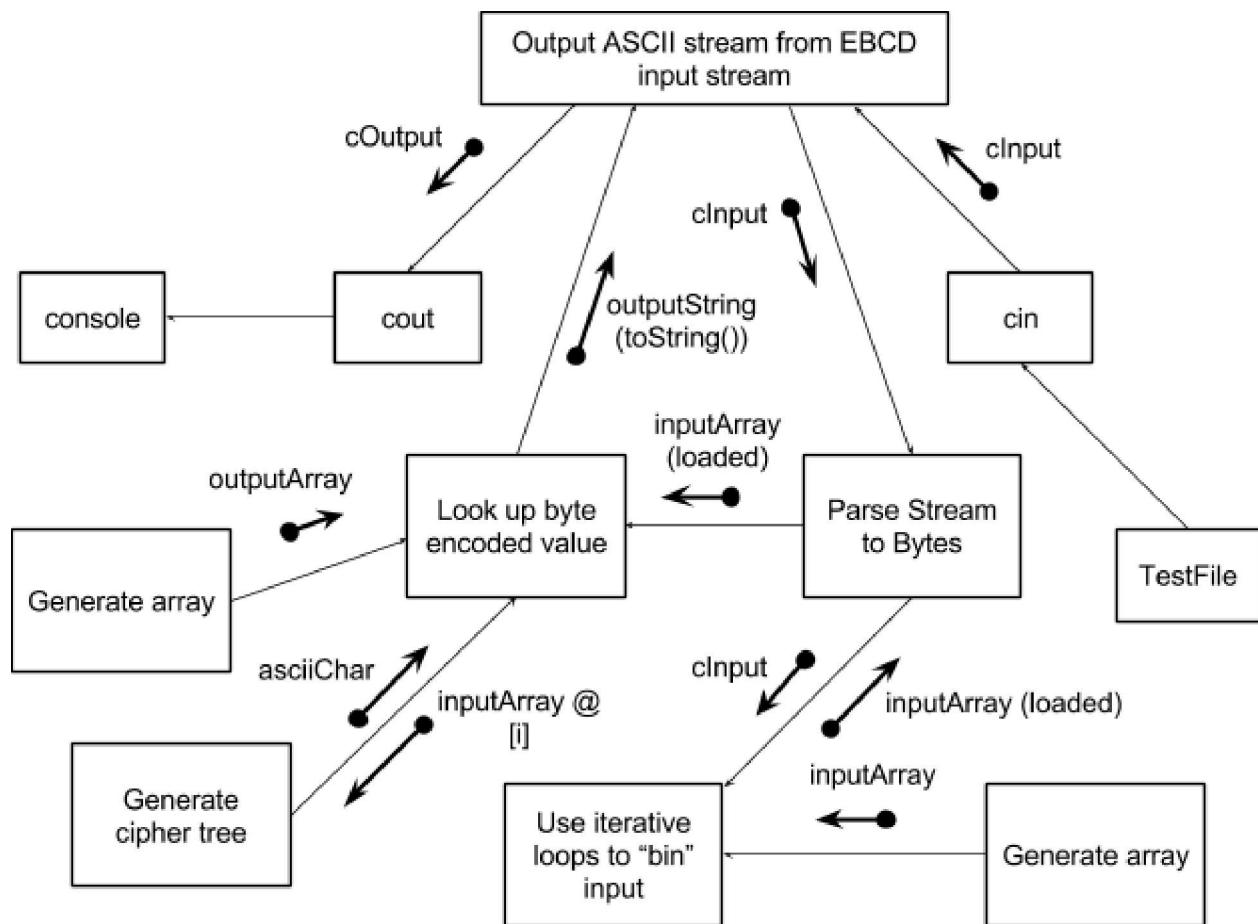 Output ASCII stream from EBCD
input stream
cOutput
cInput
cInput
console
cout
outputString
(toString())
cin
inputArray
(loaded)
outputArray
Look up byte
encoded value
Parse Stream
to Bytes
TestFile
Generate array
asciiChar
inputArray @
[i]
cInput
inputArray (loaded)
Generate
cipher tree
inputArray
Use iterative
loops to “bin”
input
Generate array